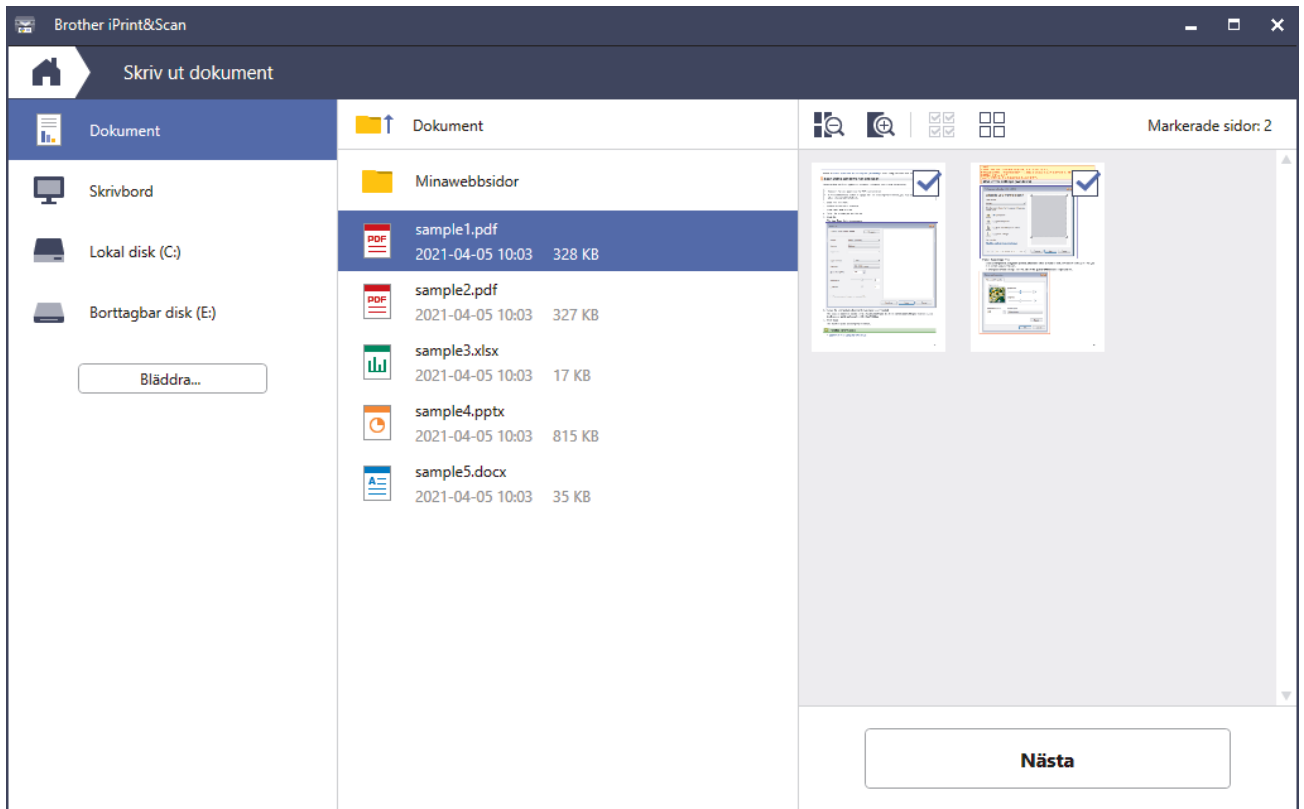 Brother iPrint&Scan
Skriv ut dokument
Dokument
Skrivbord
Lokal disk (C:)
Borttagbar disk (E:)
Bläddra...
Dokument
Minawebbsidor
PDF
sample1.pdf
2021-04-05 10:03 328 KB
PDF
sample2.pdf
2021-04-05 10:03 327 KB
sample3.xlsx
2021-04-05 10:03 17 KB
sample4.pptx
2021-04-05 10:03 815 KB
A
sample5.docx
2021-04-05 10:03 35 KB
Markerade sidor: 2
Nästa